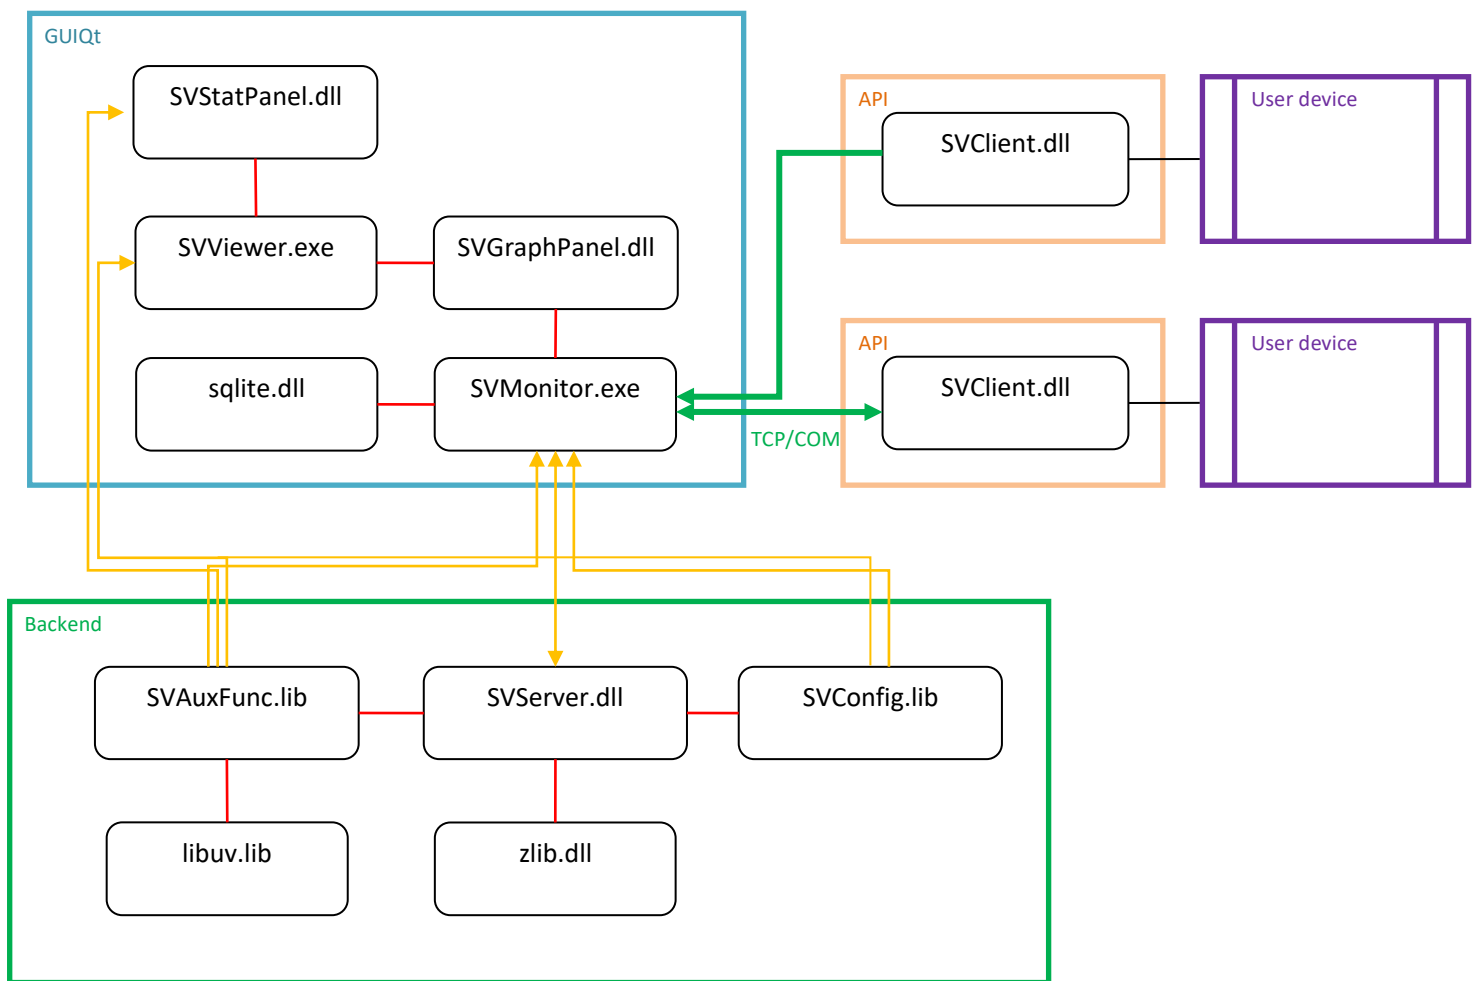 GUIQt
SVStatPanel.dll
API
User device
SVClient.dll
SVViewer.exe
SVGraphPanel.dll
API
User device
sqlite.dll
SVMonitor.exe
SVClient.dll
TCP/COM
Backend
SVAuxFunc.lib
SVServer.dll
SVConfig.lib
libuv.lib
zlib.dll